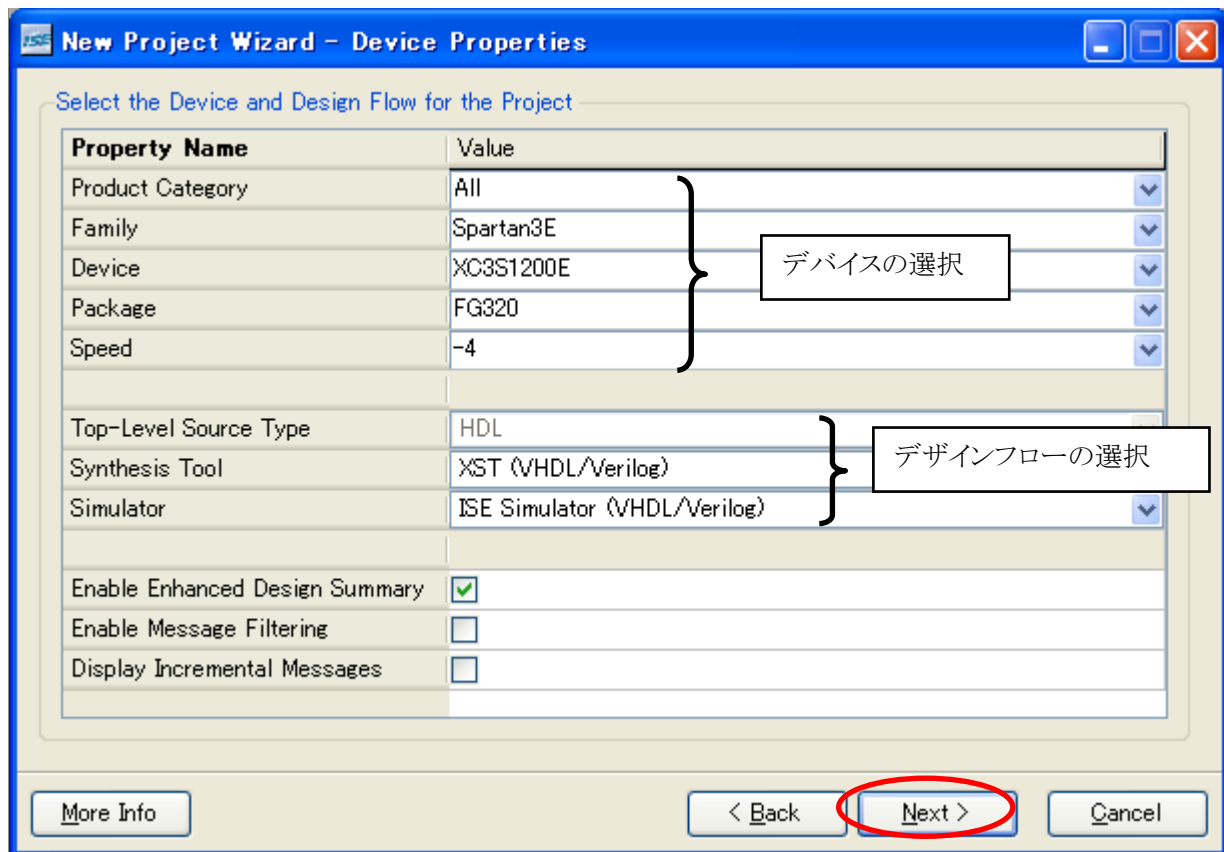 ISE New Project Wizard - Device Properties
Select the Device and Design Flow for the Project
Property Name Value
Product Category All
Family Spartan3E
Device XC3S1200E
Package FG320
Speed -4
デバイスの選択
Top-Level Source Type HDL
Synthesis Tool XST (VHDL/Verilog)
Simulator ISE Simulator (VHDL/Verilog)
デザインフローの選択
Enable Enhanced Design Summary
Enable Message Filtering
Display Incremental Messages
More Info < Back Next > Cancel